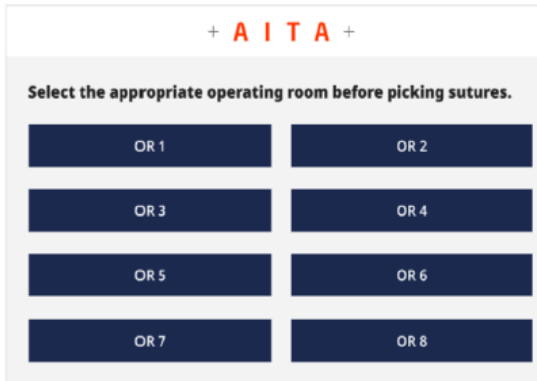 + A I T A +
Select the appropriate operating room before picking sutures.
OR 1
OR 2
OR 3
OR 4
OR 5
OR 6
OR 7
OR 8